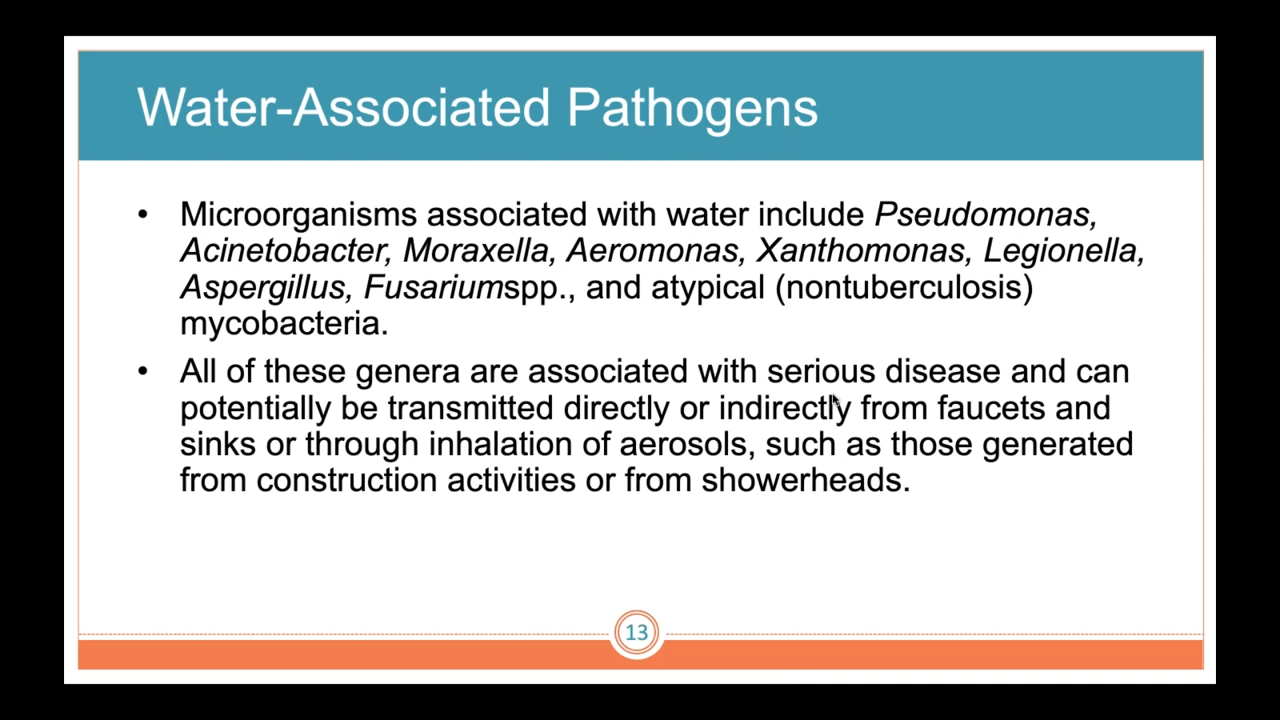 Water-Associated Pathogens
• Microorganisms associated with water include Pseudomonas,
Acinetobacter, Moraxella, Aeromonas, Xanthomonas, Legionella,
Aspergillus, Fusariumspp., and atypical (nontuberculosis)
mycobacteria.
• All of these genera are associated with serious disease and can
potentially be transmitted directly or indirectly from faucets and
sinks or through inhalation of aerosols, such as those generated
from construction activities or from showerheads.
13